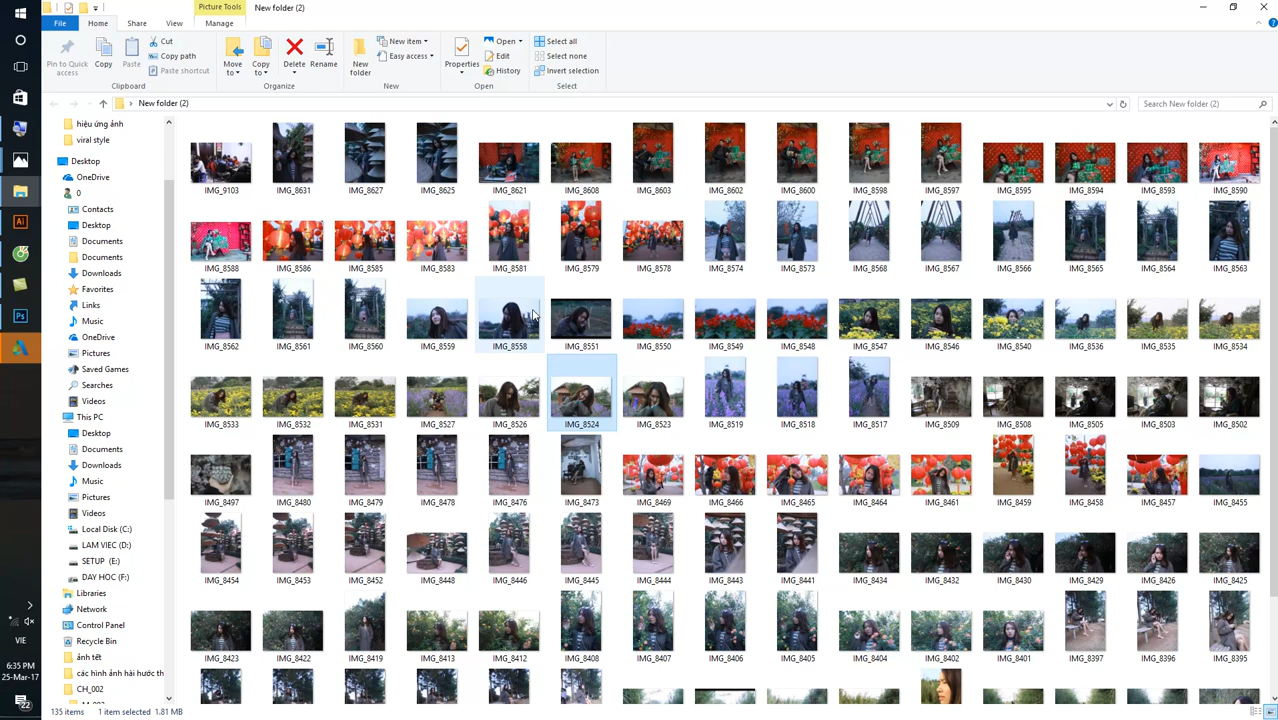 Picture Tools
New folder (2)
File
Home
Share
View
Manage
Pin to Quick access
Copy
Paste
Cut
Copy path
Paste shortcut
Move to
Copy to
Delete
Rename
New folder
New item
Easy access
Properties
Open
Edit
History
Select all
Select none
Invert selection
Clipboard
Organize
New
Open
Select
New folder (2)
Search New folder (2)
hiệu ứng ảnh
viral style
Desktop
OneDrive
0
Contacts
Desktop
Documents
Documents
Downloads
Favorites
Links
Music
OneDrive
Pictures
Saved Games
Searches
Videos
This PC
Desktop
Documents
Downloads
Music
Pictures
Videos
Local Disk (C:)
LAM VIEC (D:)
SETUP (E:)
DAY HOC (F:)
Libraries
Network
Control Panel
Recycle Bin
ảnh tết
các hình ảnh hài hước th
CH_002
IMG_9103 IMG_8631 IMG_8627 IMG_8625 IMG_8621 IMG_8608 IMG_8603 IMG_8602 IMG_8600 IMG_8598 IMG_8597 IMG_8595 IMG_8594 IMG_8593 IMG_8590
IMG_8588 IMG_8586 IMG_8585 IMG_8583 IMG_8581 IMG_8579 IMG_8578 IMG_8574 IMG_8573 IMG_8568 IMG_8567 IMG_8566 IMG_8565 IMG_8564 IMG_8563
IMG_8562 IMG_8561 IMG_8560 IMG_8559 IMG_8558 IMG_8551 IMG_8550 IMG_8549 IMG_8548 IMG_8547 IMG_8546 IMG_8540 IMG_8536 IMG_8535 IMG_8534
IMG_8533 IMG_8532 IMG_8531 IMG_8527 IMG_8526 IMG_8524 IMG_8523 IMG_8519 IMG_8518 IMG_8517 IMG_8509 IMG_8508 IMG_8503 IMG_8502
IMG_8497 IMG_8480 IMG_8479 IMG_8478 IMG_8476 IMG_8473 IMG_8469 IMG_8466 IMG_8465 IMG_8464 IMG_8461 IMG_8459 IMG_8458 IMG_8457 IMG_8455
IMG_8454 IMG_8453 IMG_8452 IMG_8448 IMG_8446 IMG_8445 IMG_8444 IMG_8443 IMG_8441 IMG_8434 IMG_8432 IMG_8430 IMG_8429 IMG_8426 IMG_8425
IMG_8423 IMG_8422 IMG_8419 IMG_8413 IMG_8412 IMG_8408 IMG_8407 IMG_8406 IMG_8405 IMG_8404 IMG_8402 IMG_8401 IMG_8397 IMG_8396 IMG_8395
135 items
1 item selected 1.81 MB
Ai
Ps
VIE
6:35 PM
25-Mar-17
22